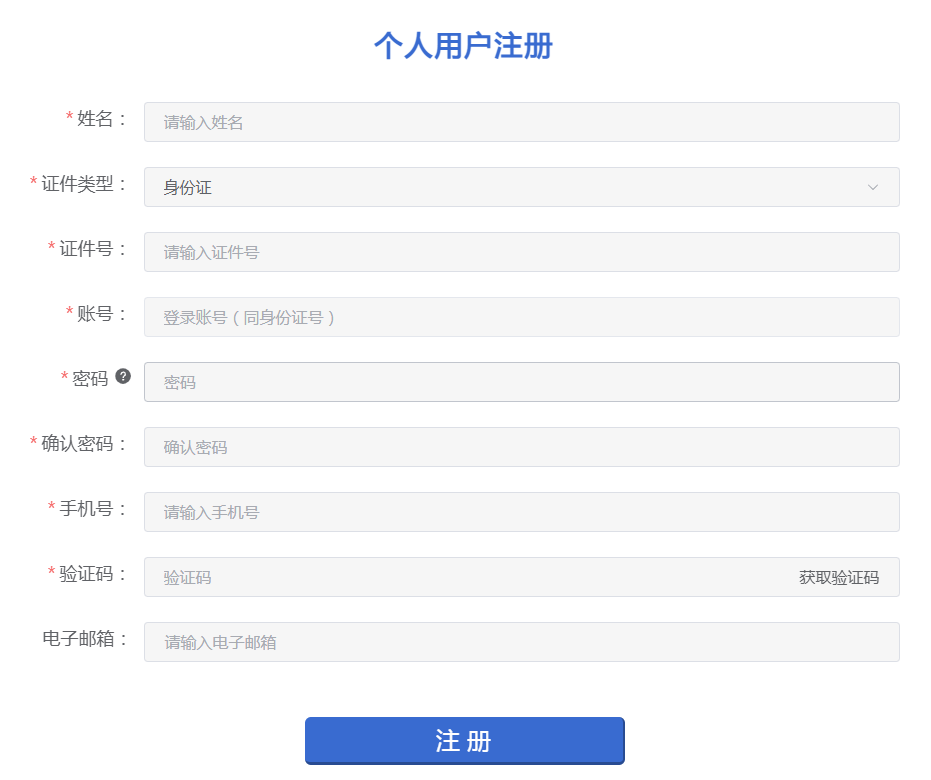 个人用户注册
*姓名： 请输入姓名
*证件类型： 身份证
*证件号： 请输入证件号
*账号： 登录账号（同身份证号）
*密码 ? 密码
*确认密码： 确认密码
*手机号： 请输入手机号
*验证码： 验证码 获取验证码
电子邮箱： 请输入电子邮箱
注 册